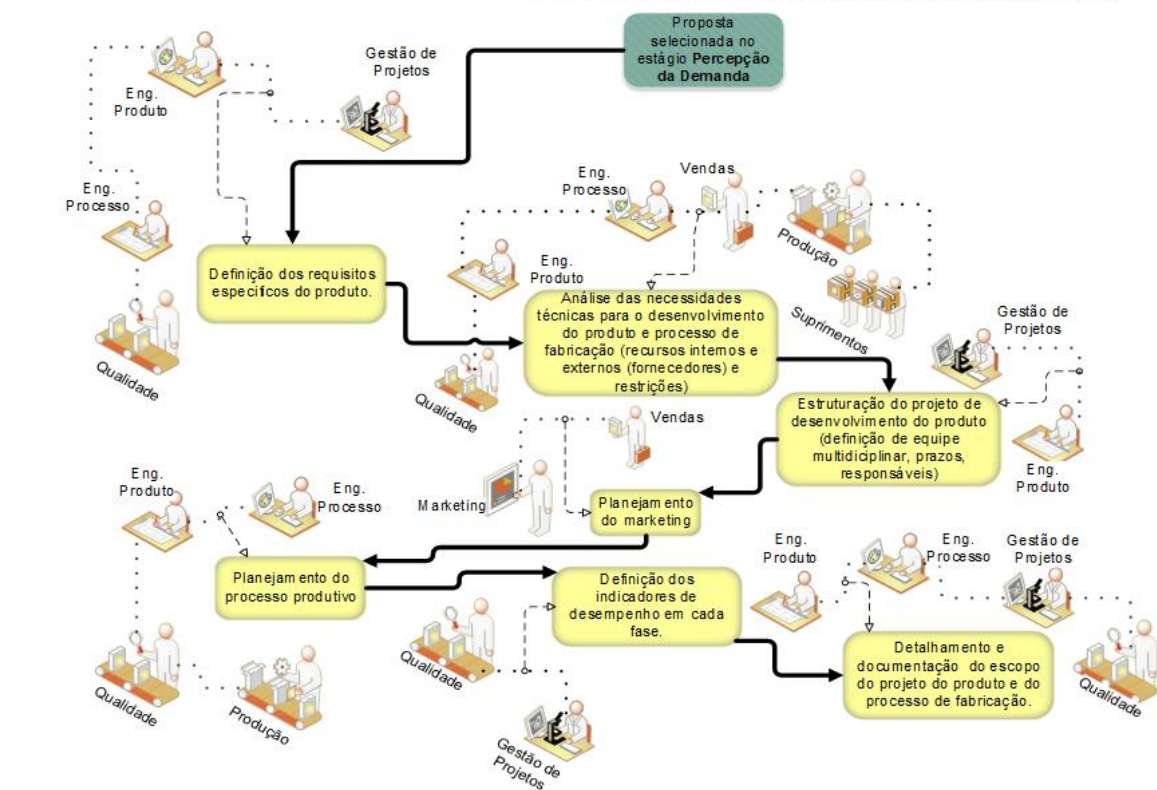 Proposta
selecionada no
estágio Percepção
da Demanda
Gestão de
Projetos
Eng.
Produto
Eng.
Processo
Qualidade
Definição dos requisitos
específicos do produto.
Eng.
Processo
Vendas
Produção
Suprimentos
Eng.
Produto
Qualidade
Análise das necessidades
técnicas para o desenvolvimento
do produto e processo de
fabricação (recursos internos e
externos (fornecedores) e
restrições)
Gestão de
Projetos
Eng.
Produto
Estruturação do projeto de
desenvolvimento do produto
(definição de equipe
multidiciplinar, prazos,
responsáveis)
Vendas
Marketing
Planejamento
do marketing
Eng.
Produto
Eng.
Processo
Qualidade
Produção
Planejamento do
processo produtivo
Definição dos
indicadores de
desempenho em cada
fase.
Qualidade
Gestão de
Projetos
Eng.
Produto
Eng.
Processo
Gestão de
Projetos
Qualidade
Detalhamento e
documentação do escopo
do projeto do produto e do
processo de fabricação.